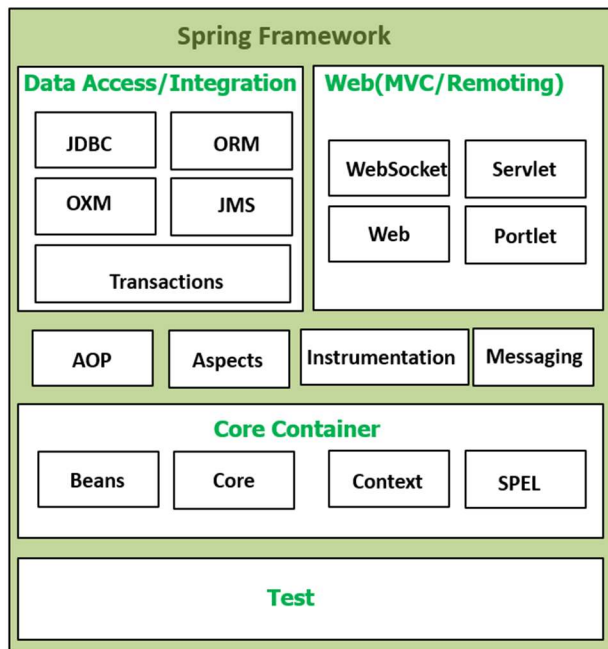 Spring Framework
Data Access/Integration
JDBC
ORM
OXM
JMS
Transactions
Web(MVC/Remoting)
WebSocket
Servlet
Web
Portlet
AOP
Aspects
Instrumentation
Messaging
Core Container
Beans
Core
Context
SPEL
Test